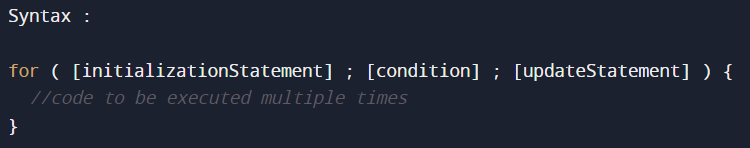 Syntax :
for ( [initializationStatement] ; [condition] ; [updateStatement] ) {
//code to be executed multiple times
}